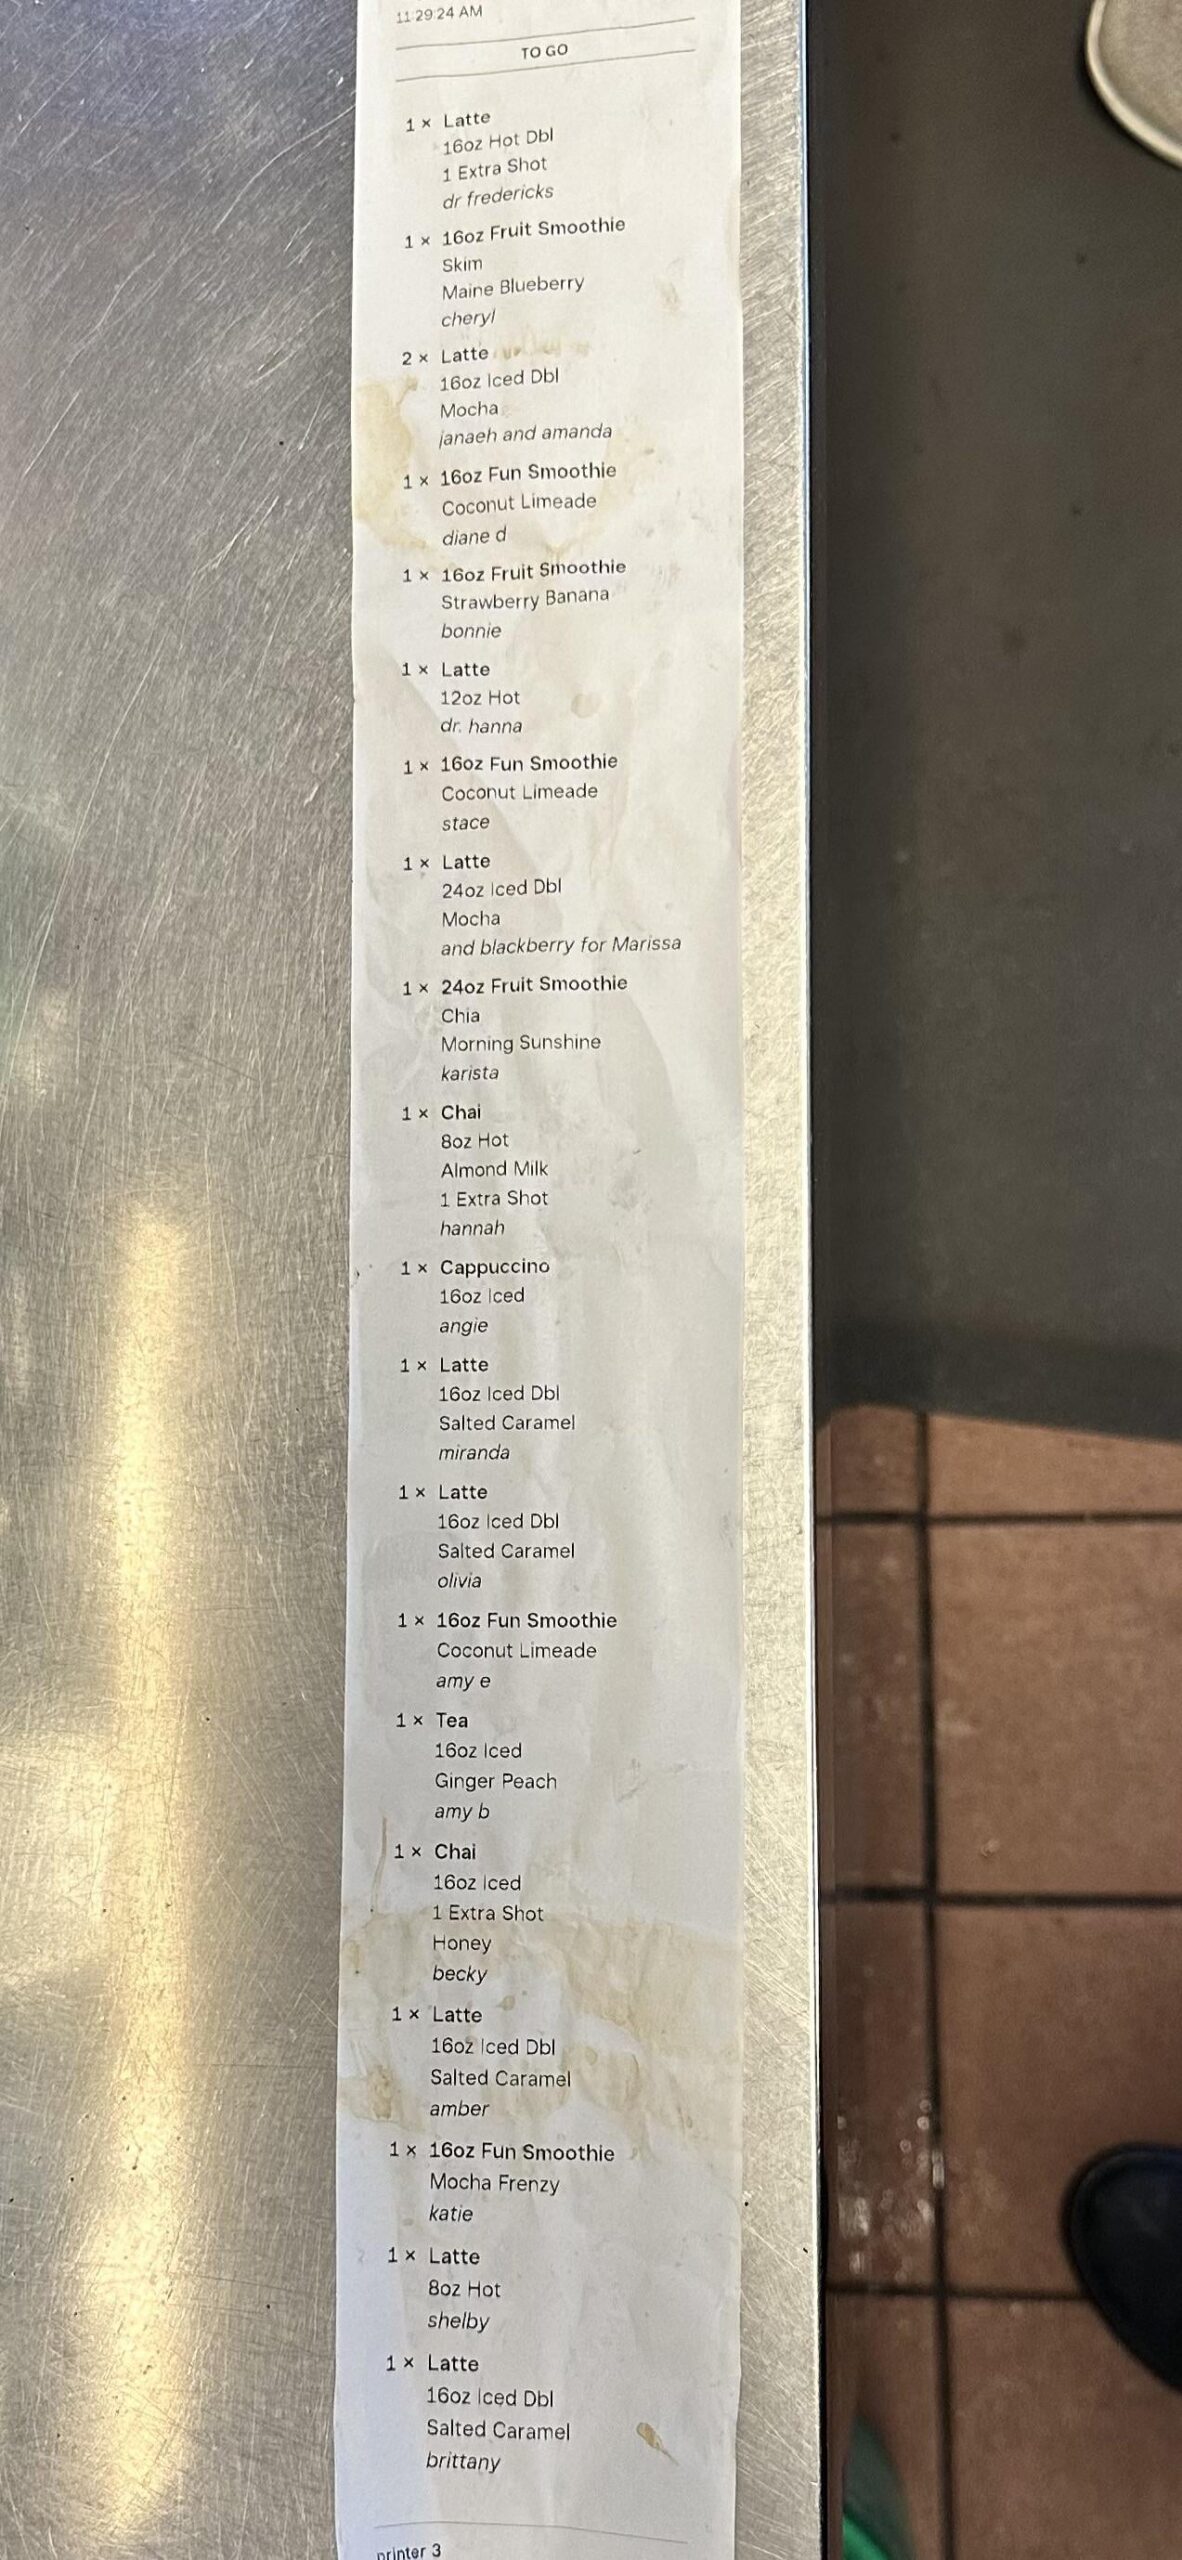 11:29:24 AM
TO GO
1 × Latte
16oz Hot Dbl
1 Extra Shot
dr fredericks
1 × 16oz Fruit Smoothie
Skim
Maine Blueberry
cheryl
2 × Latte
16oz Iced Dbl
Mocha
janaeh and amanda
1 × 16oz Fun Smoothie
Coconut Limeade
diane d
1 × 16oz Fruit Smoothie
Strawberry Banana
bonnie
1 × Latte
12oz Hot
dr. hanna
1 × 16oz Fun Smoothie
Coconut Limeade
stace
1 × Latte
24oz Iced Dbl
Mocha
and blackberry for Marissa
1 × 24oz Fruit Smoothie
Chia
Morning Sunshine
karista
1 × Chai
8oz Hot
Almond Milk
1 Extra Shot
hannah
1 × Cappuccino
16oz Iced
angie
1 × Latte
16oz Iced Dbl
Salted Caramel
miranda
1 × Latte
16oz Iced Dbl
Salted Caramel
olivia
1 × 16oz Fun Smoothie
Coconut Limeade
amy e
1 × Tea
16oz Iced
Ginger Peach
amy b
1 × Chai
16oz Iced
1 Extra Shot
Honey
becky
1 × Latte
16oz Iced Dbl
Salted Caramel
amber
1 × 16oz Fun Smoothie
Mocha Frenzy
katie
1 × Latte
8oz Hot
shelby
1 × Latte
16oz Iced Dbl
Salted Caramel
brittany
printer 3